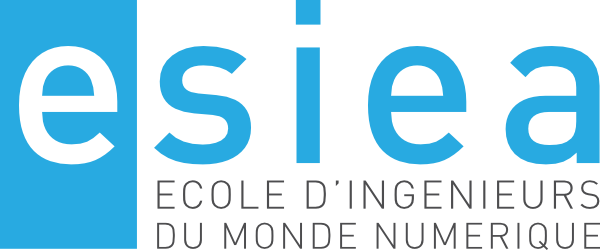 esiea
ECOLE D'INGENIEURS
DU MONDE NUMERIQUE